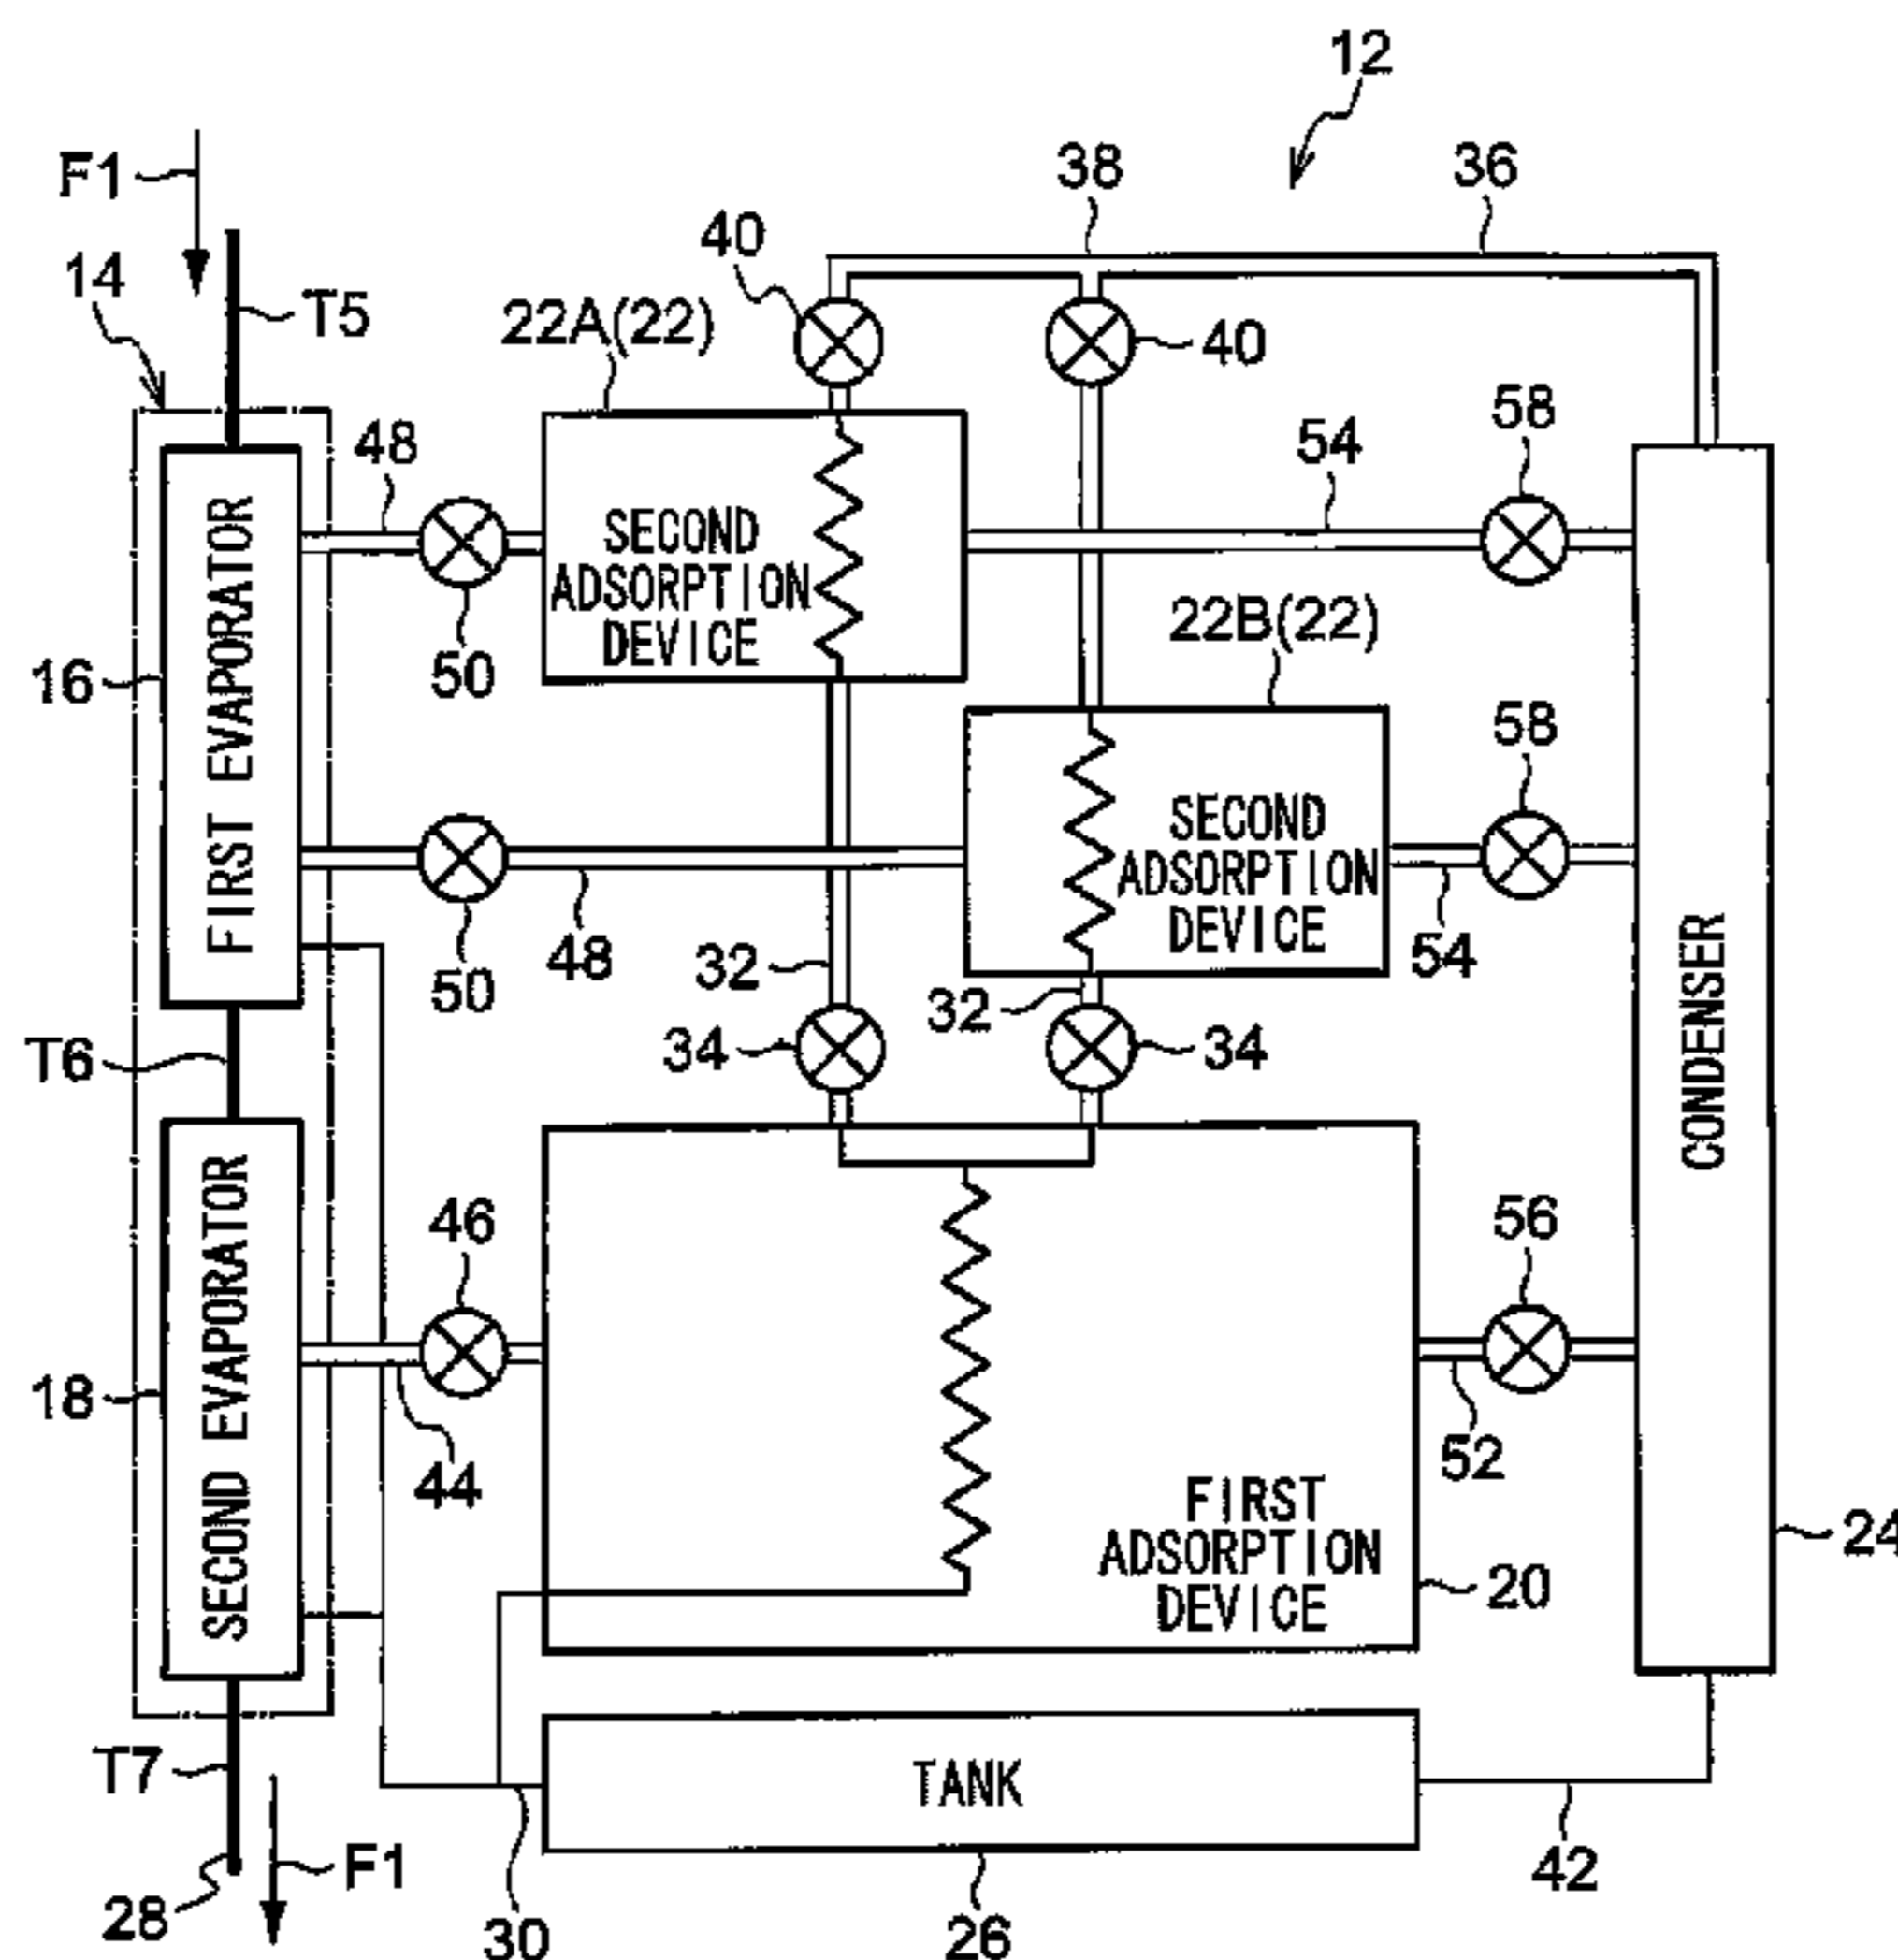 12
F1
38
36
40
14
T5
22A(22)
40
48
54
58
SECOND
ADSORPTION
DEVICE
FIRST EVAPORATOR
22B(22)
16
50
58
SECOND
ADSORPTION
DEVICE
CONDENSER
50
48
32
32
54
T6
34
34
SECOND EVAPORATOR
46
56
18
44
52
FIRST
ADSORPTION
DEVICE
24
20
T7
TANK
28
F1
30
26
42